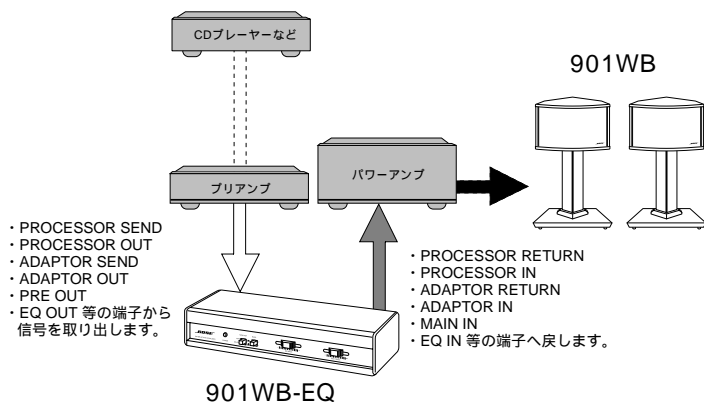 CDプレーヤーなど
901WB
プリアンプ
パワーアンプ
・PROCESSOR SEND
・PROCESSOR OUT
・ADAPTOR SEND
・ADAPTOR OUT
・PRE OUT
・EQ OUT 等の端子から
信号を取り出します。
・PROCESSOR RETURN
・PROCESSOR IN
・ADAPTOR RETURN
・ADAPTOR IN
・MAIN IN
・EQ IN 等の端子へ戻します。
BOSE
901WB-EQ